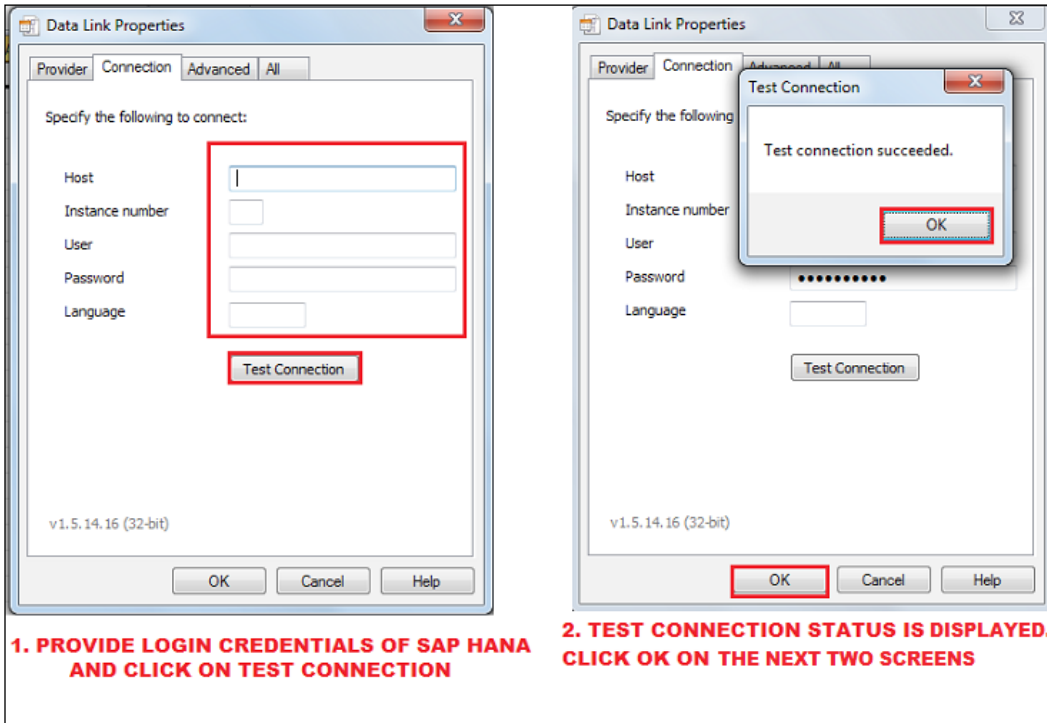 Data Link Properties
Provider Connection Advanced All
Specify the following to connect:
Host
Instance number
User
Password
Language
Test Connection
v1.5.14.16 (32-bit)
OK Cancel Help
1. PROVIDE LOGIN CREDENTIALS OF SAP HANA
AND CLICK ON TEST CONNECTION
Data Link Properties
Provider Connection Advanced All
Specify the following
Test Connection
Test connection succeeded.
OK
Host
Instance number
User
Password ••••••••••
Language
Test Connection
v1.5.14.16 (32-bit)
OK Cancel Help
2. TEST CONNECTION STATUS IS DISPLAYED.
CLICK OK ON THE NEXT TWO SCREENS